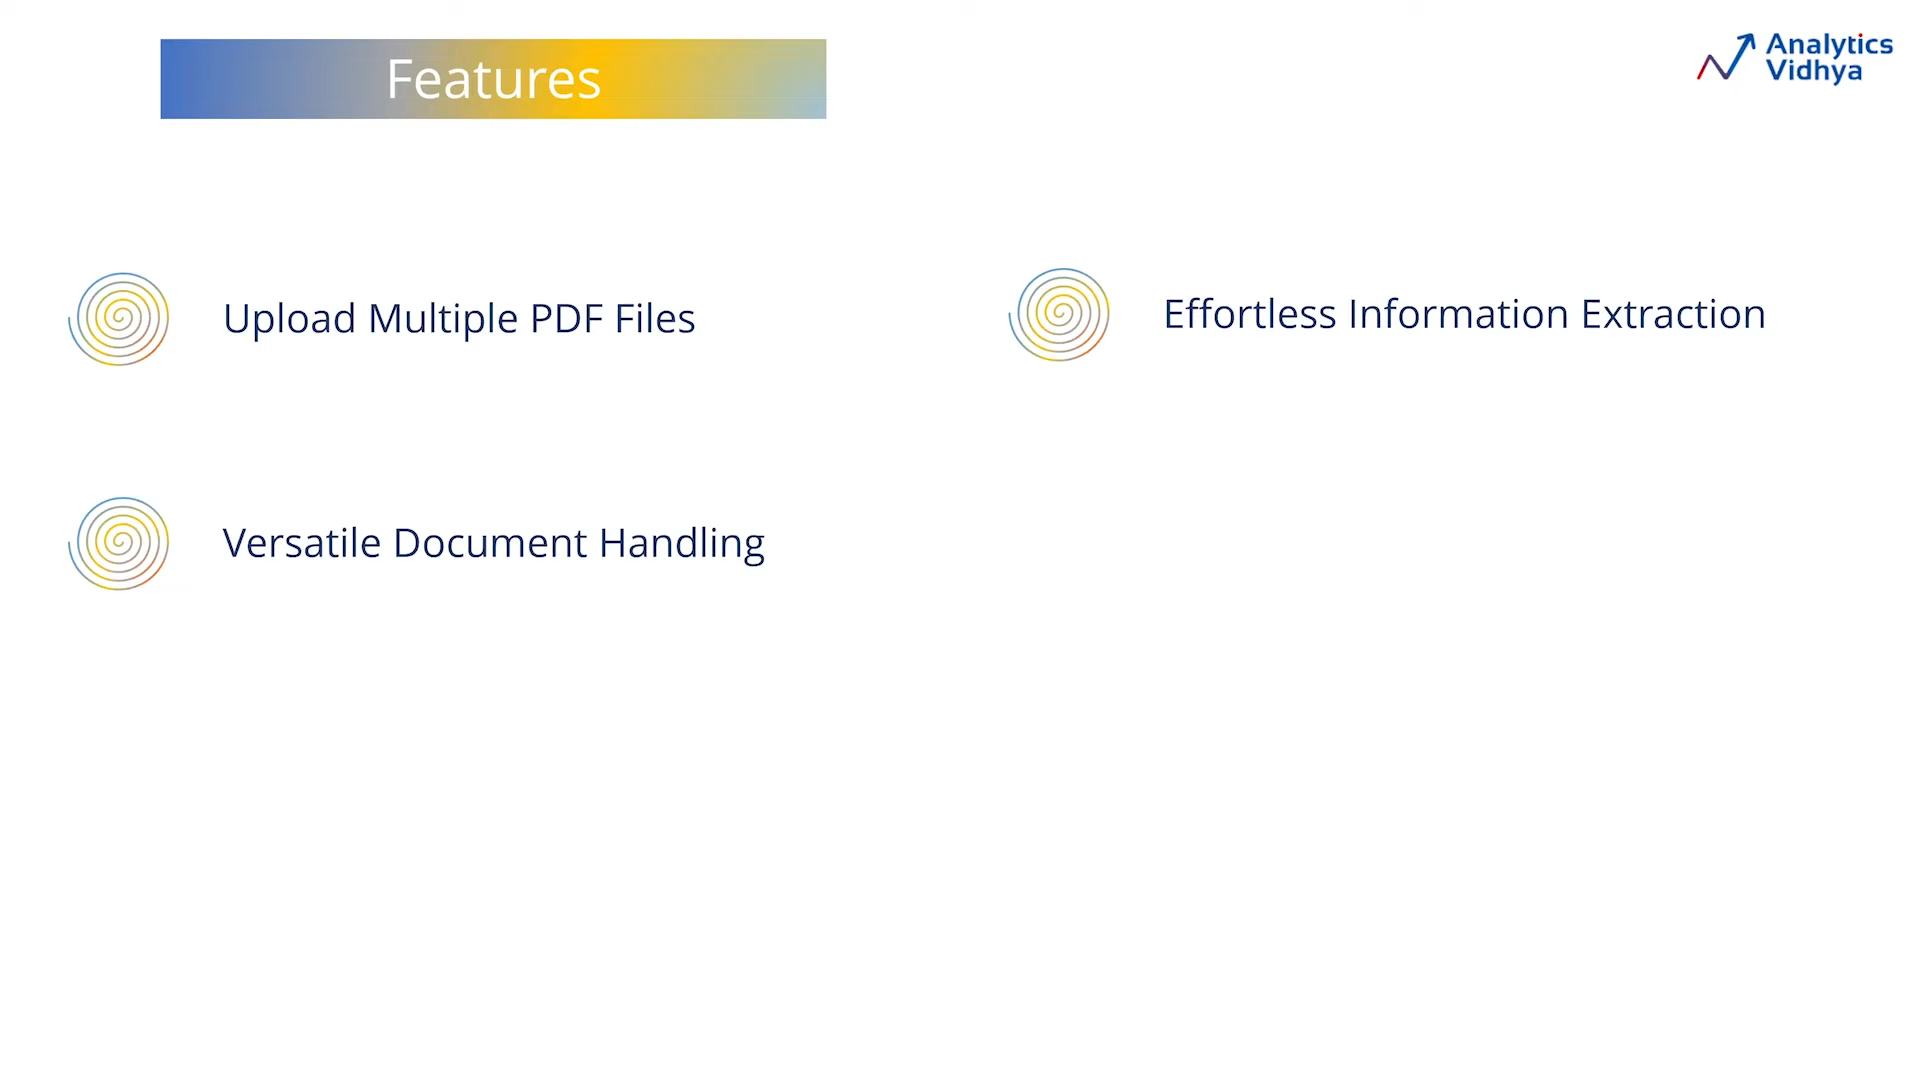 Features
Analytics
Vidhya
Upload Multiple PDF Files
Effortless Information Extraction
Versatile Document Handling